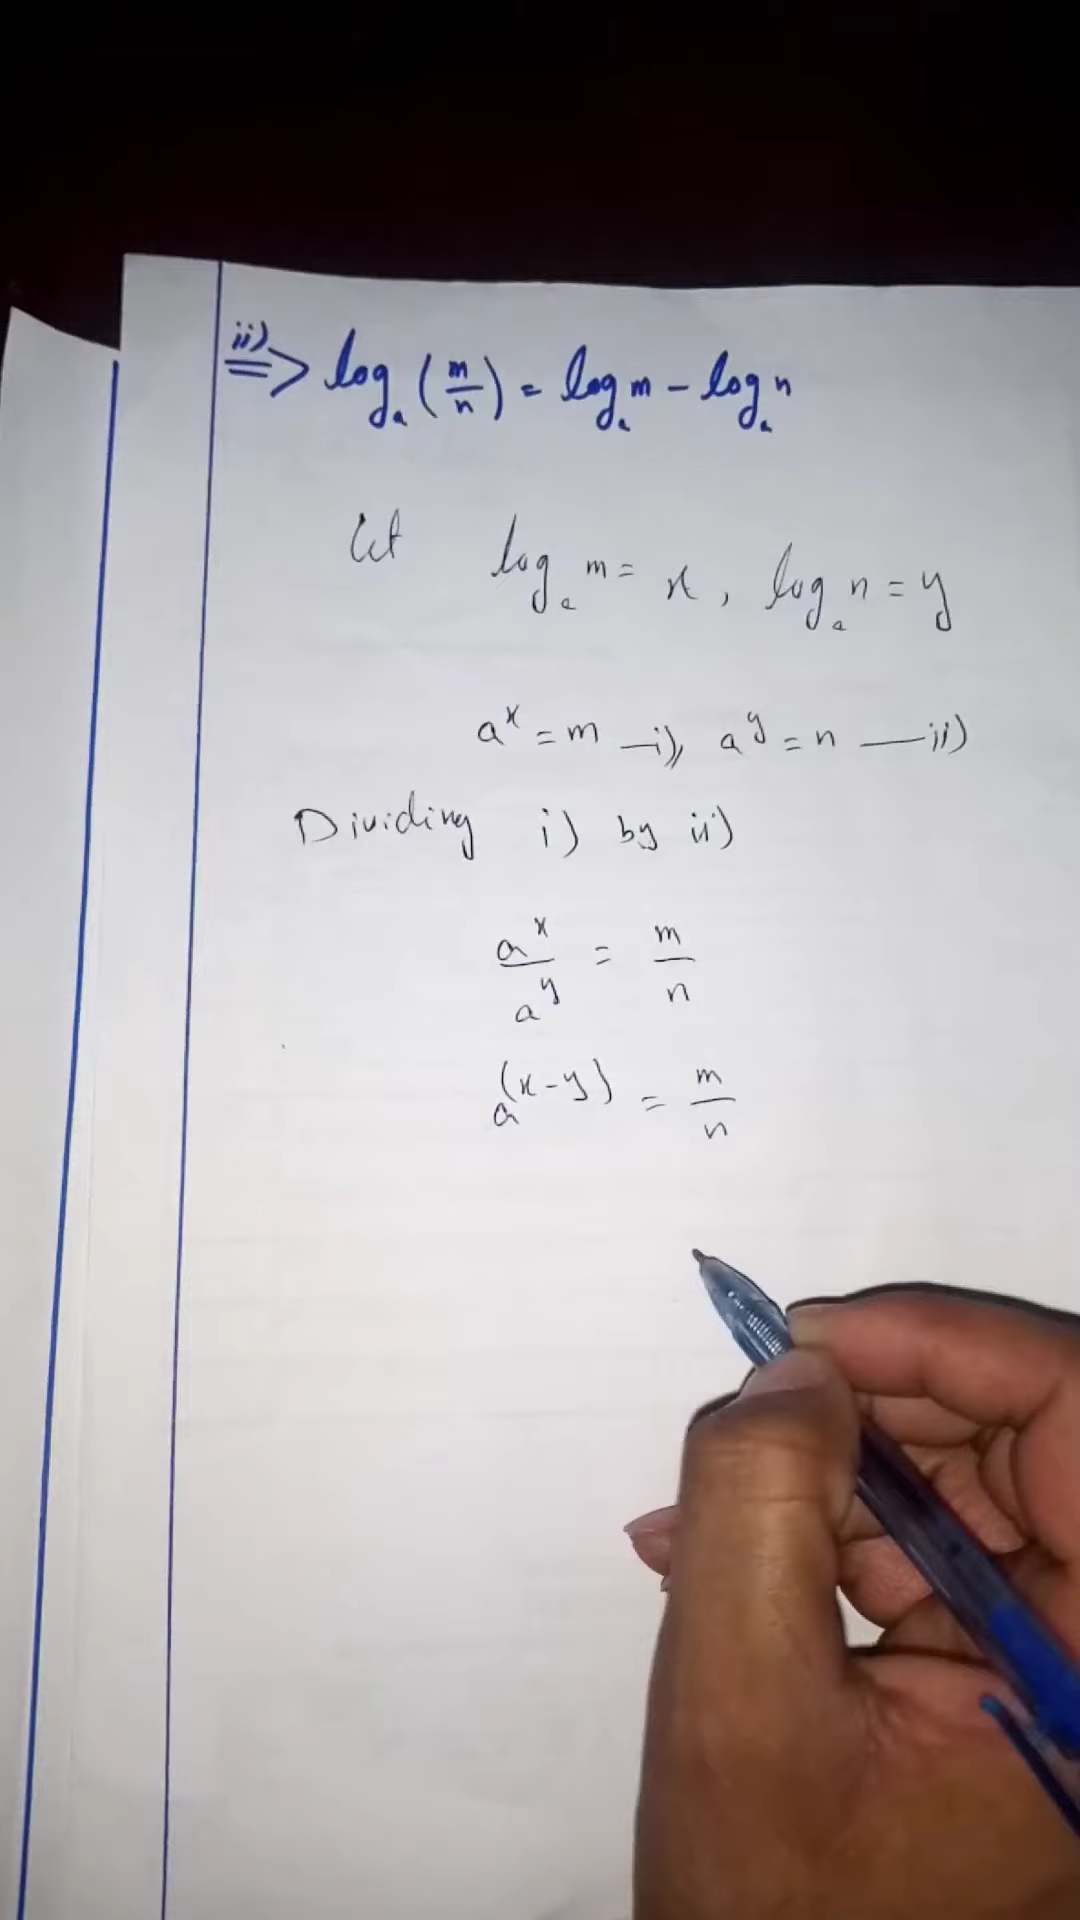 ii) => logₐ(m/n) = logₐm - logₐn
Let logₐm = x, logₐn = y
aˣ = m —i), aʸ = n —ii)
Dividing i) by ii)
aˣ/aʸ = m/n
a⁽ˣ⁻ʸ⁾ = m/n